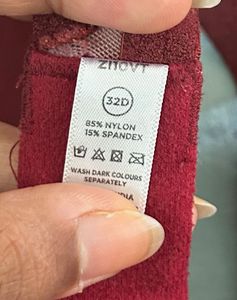 32D
85% NYLON
15% SPANDEX
WASH DARK COLOURS
SEPARATELY